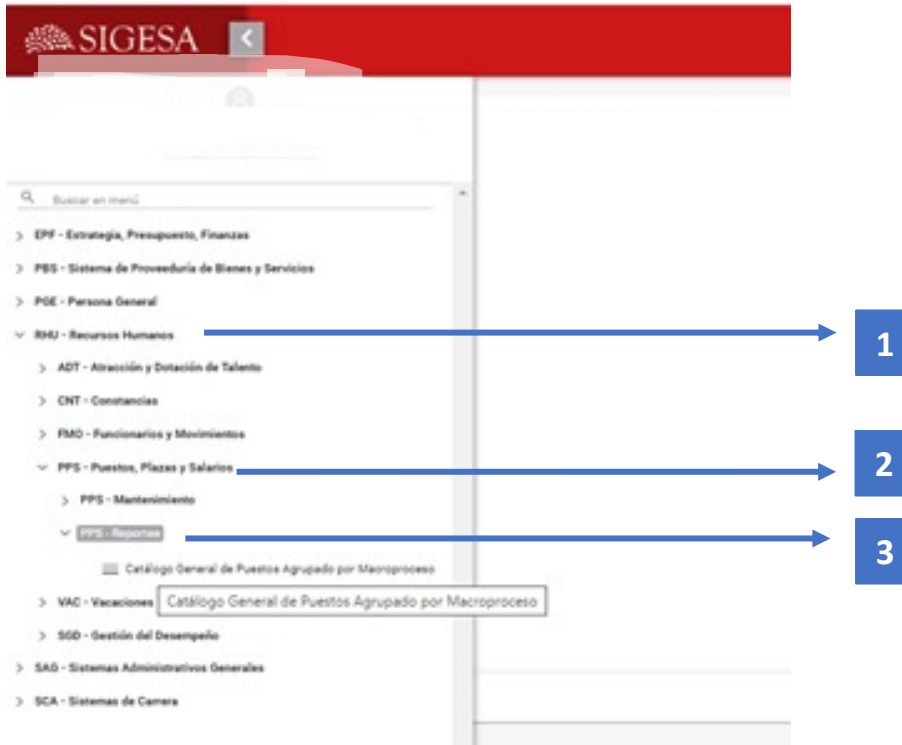 SIGESA
Buscar en menú
EPF - Estrategia, Presupuesto, Finanzas
PBS - Sistema de Proveeduría de Bienes y Servicios
PGE - Persona General
RHU - Recursos Humanos
1
ADT - Atracción y Dotación de Talento
CNT - Constancias
FMO - Funcionarios y Movimientos
PPS - Puestos, Plazas y Salarios
2
PPS - Mantenimiento
PPS - Reportes
3
Catálogo General de Puestos Agrupado por Macroproceso
VAC - Vacaciones
Catálogo General de Puestos Agrupado por Macroproceso
SGD - Gestión del Desempeño
SAG - Sistemas Administrativos Generales
SCA - Sistemas de Carrera